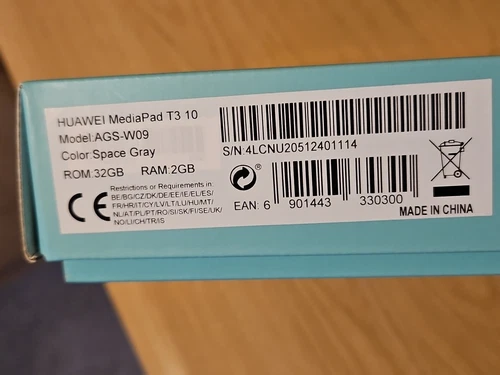 HUAWEI MediaPad T3 10
Model:AGS-W09
Color:Space Gray
ROM:32GB RAM:2GB
Restrictions or Requirements in:
BE/BG/CZ/DK/DE/EE/IE/EL/ES/
FR/HR/IT/CY/LV/LT/LU/HU/MT/
NL/AT/PL/PT/RO/SI/SK/FI/SE/UK/
NO/LI/CH/TR/IS
CE
S/N:4LCNU20512401114
®
EAN: 6 901443 330300
MADE IN CHINA